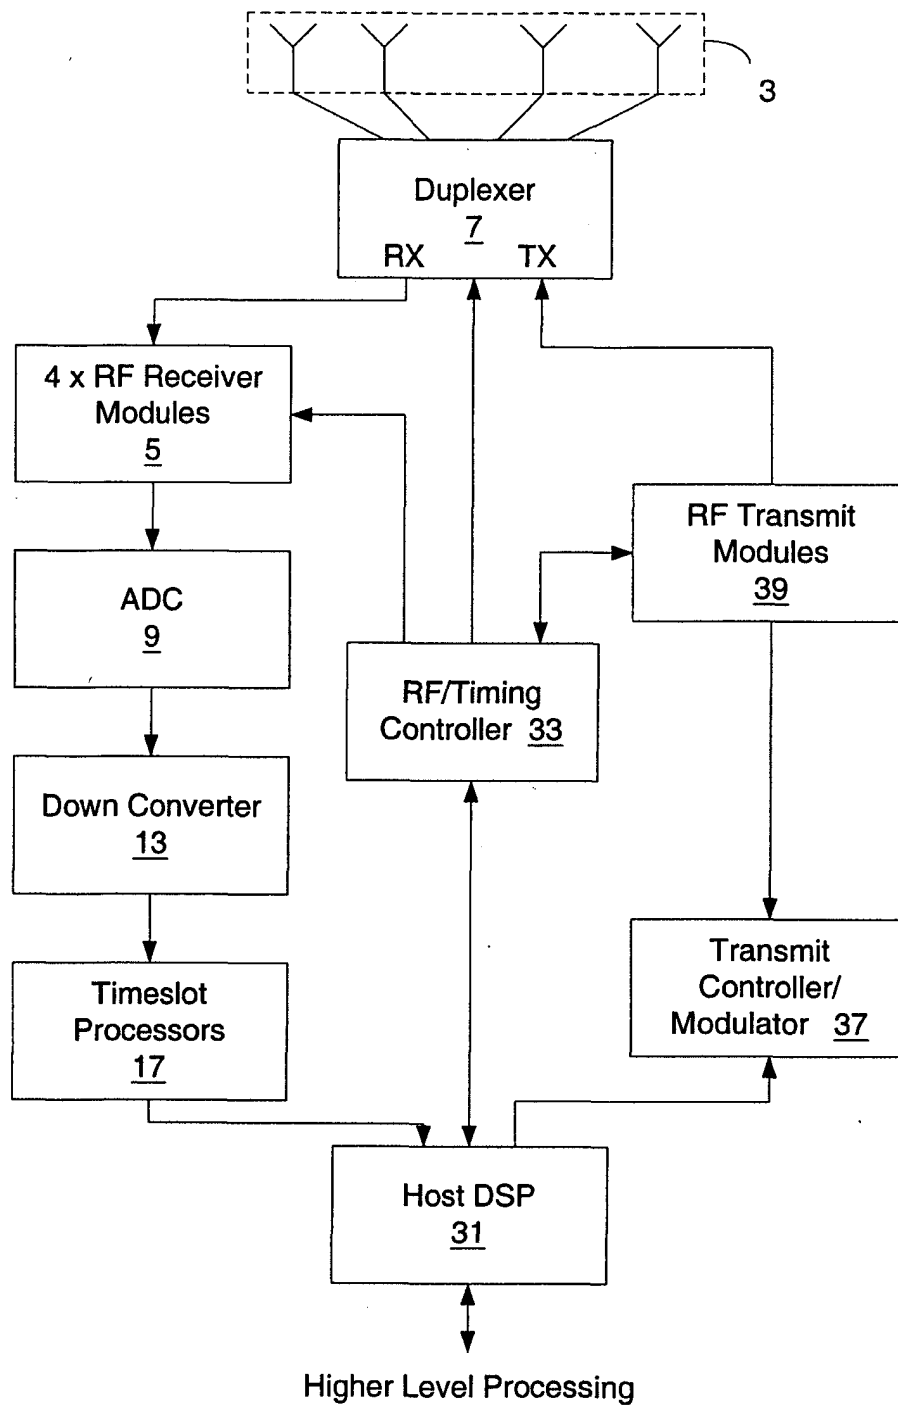 3
Duplexer
7
RX
TX
4 x RF Receiver
Modules
5
RF Transmit
Modules
39
ADC
9
RF/Timing
Controller 33
Down Converter
13
Transmit
Controller/
Modulator 37
Timeslot
Processors
17
Host DSP
31
Higher Level Processing